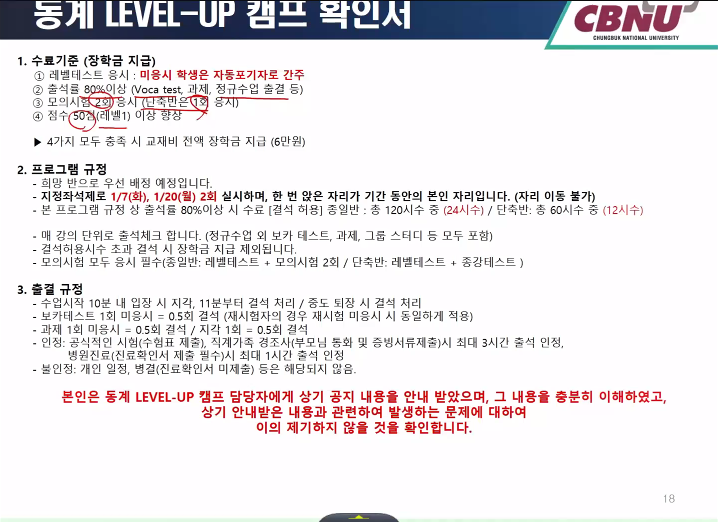 동계 LEVEL-UP 캠프 확인서
CBNU
CHUNGBUK NATIONAL UNIVERSITY
1. 수료기준 (장학금 지급)
① 레벨테스트 응시 : 미응시 학생은 자동포기자로 간주
② 출석률 80%이상 (Voca test, 과제, 정규수업 출결 등)
③ 모의시험 2회 응시 (단축반은 1회 응시)
④ 점수 50점(레벨1) 이상 향상
▶ 4가지 모두 충족 시 교재비 전액 장학금 지급 (6만원)
2. 프로그램 규정
- 희망 반으로 우선 배정 예정입니다.
- 지정좌석제로 1/7(화), 1/20(월) 2회 실시하며, 한 번 앉은 자리가 기간 동안의 본인 자리입니다. (자리 이동 불가)
- 본 프로그램 규정 상 출석률 80%이상 시 수료 [결석 허용] 종일반 : 총 120시수 중 (24시수) / 단축반: 총 60시수 중 (12시수)
- 매 강의 단위로 출석체크 합니다. (정규수업 외 보카 테스트, 과제, 그룹 스터디 등 모두 포함)
- 결석허용시수 초과 결석 시 장학금 지급 제외됩니다.
- 모의시험 모두 응시 필수(종일반: 레벨테스트 + 모의시험 2회 / 단축반: 레벨테스트 + 종강테스트 )
3. 출결 규정
- 수업시작 10분 내 입장 시 지각, 11분부터 결석 처리 / 중도 퇴장 시 결석 처리
- 보카테스트 1회 미응시 = 0.5회 결석 (재시험자의 경우 재시험 미응시 시 동일하게 적용)
- 과제 1회 미응시 = 0.5회 결석 / 지각 1회 = 0.5회 결석
- 인정: 공식적인 시험(수험표 제출), 직계가족 경조사(부모님 통화 및 증빙서류제출)시 최대 3시간 출석 인정,
병원진료(진료확인서 제출 필수)시 최대 1시간 출석 인정
- 불인정: 개인 일정, 병결(진료확인서 미제출) 등은 해당되지 않음.
본인은 동계 LEVEL-UP 캠프 담당자에게 상기 공지 내용을 안내 받았으며, 그 내용을 충분히 이해하였고,
상기 안내받은 내용과 관련하여 발생하는 문제에 대하여
이의 제기하지 않을 것을 확인합니다.
18